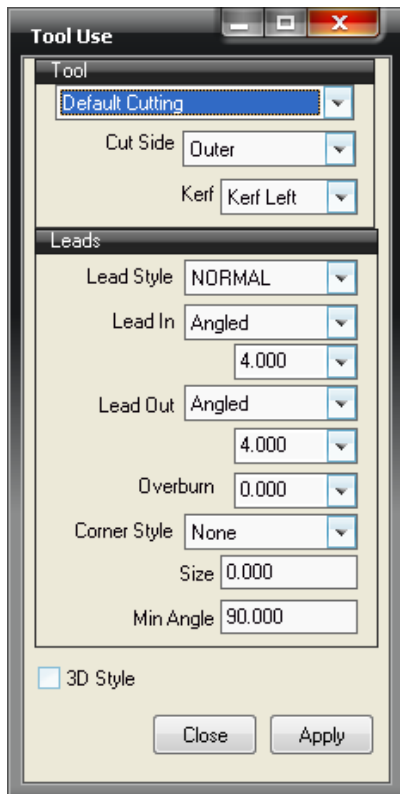 Tool Use
Tool
Default Cutting
Cut Side Outer
Kerf Kerf Left
Leads
Lead Style NORMAL
Lead In Angled
4.000
Lead Out Angled
4.000
Overburn 0.000
Corner Style None
Size 0.000
Min Angle 90.000
3D Style
Close Apply